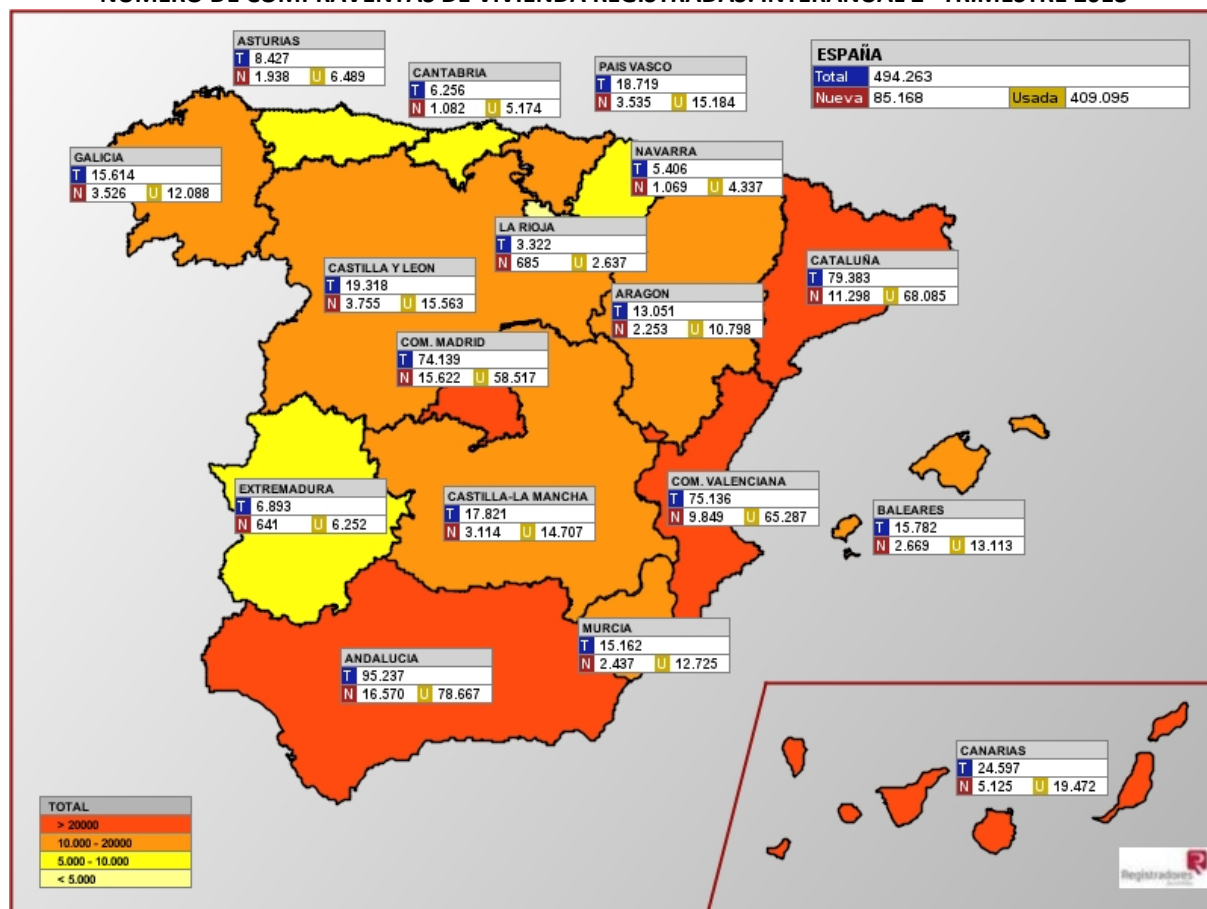 ASTURIAS
T 8.427
N 1.938 U 6.489
CANTABRIA
T 6.256
N 1.082 U 5.174
PAIS VASCO
T 18.719
N 3.535 U 15.184
ESPAÑA
Total 494.263
Nueva 85.168 Usada 409.095
GALICIA
T 15.614
N 3.526 U 12.088
NAVARRA
T 5.406
N 1.069 U 4.337
LA RIOJA
T 3.322
N 685 U 2.637
CASTILLA Y LEON
T 19.318
N 3.755 U 15.563
CATALUÑA
T 79.383
N 11.298 U 68.085
ARAGON
T 13.051
N 2.253 U 10.798
COM. MADRID
T 74.139
N 15.622 U 58.517
EXTREMADURA
T 6.893
N 641 U 6.252
CASTILLA-LA MANCHA
T 17.821
N 3.114 U 14.707
COM. VALENCIANA
T 75.136
N 9.849 U 65.287
BALEARES
T 15.782
N 2.669 U 13.113
MURCIA
T 15.162
N 2.437 U 12.725
ANDALUCIA
T 95.237
N 16.570 U 78.667
CANARIAS
T 24.597
N 5.125 U 19.472
TOTAL
> 20000
10.000 - 20000
5.000 - 10.000
< 5.000
Registradores